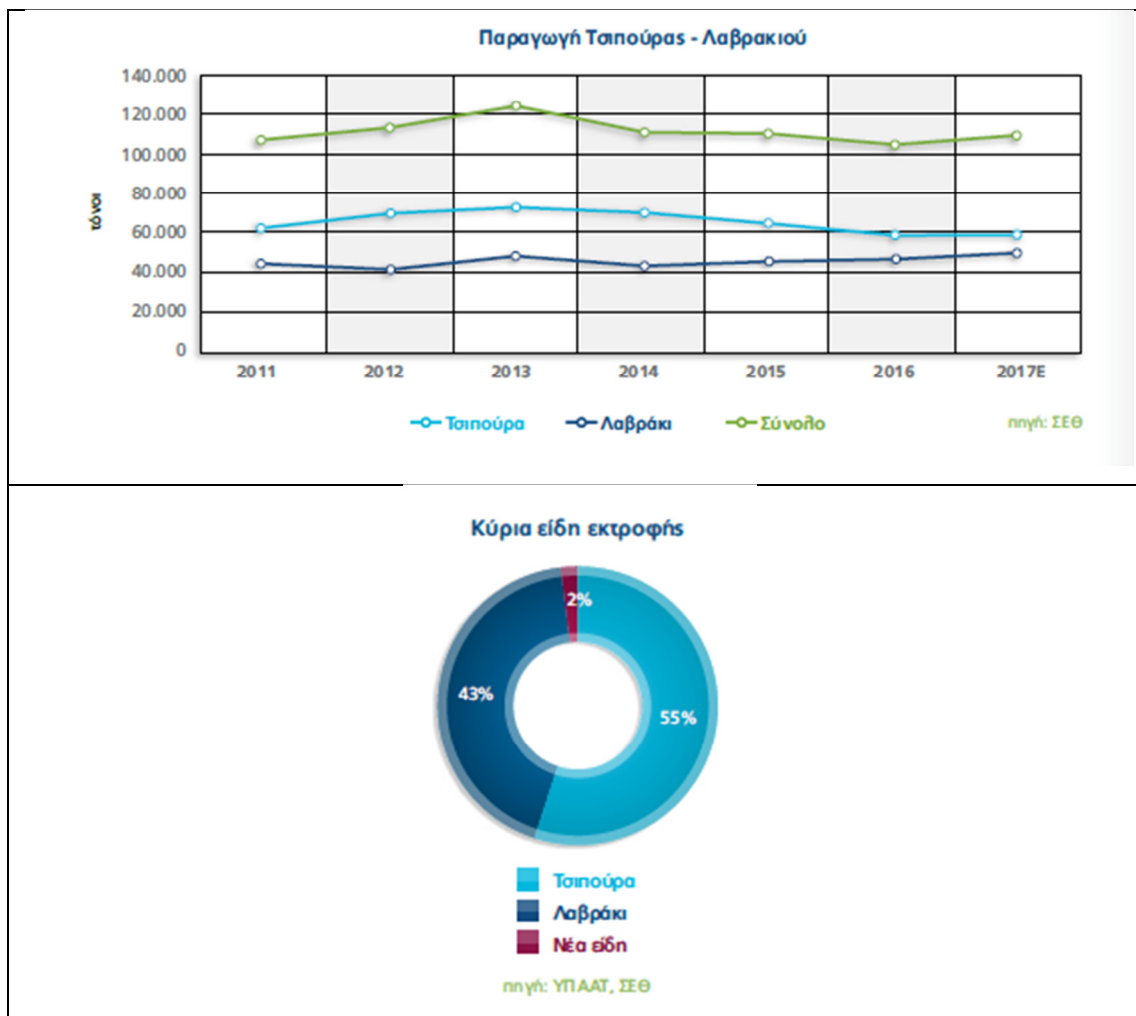 Παραγωγή Τσιπούρας - Λαβρακιού
τόνοι
140.000
120.000
100.000
80.000
60.000
40.000
20.000
0
2011 2012 2013 2014 2015 2016 2017E
Τσιπούρα Λαβράκι Σύνολο
πηγή: ΣΕΘ
Κύρια είδη εκτροφής
2%
43%
55%
Τσιπούρα
Λαβράκι
Νέα είδη
πηγή: ΥΠΑΑΤ, ΣΕΘ